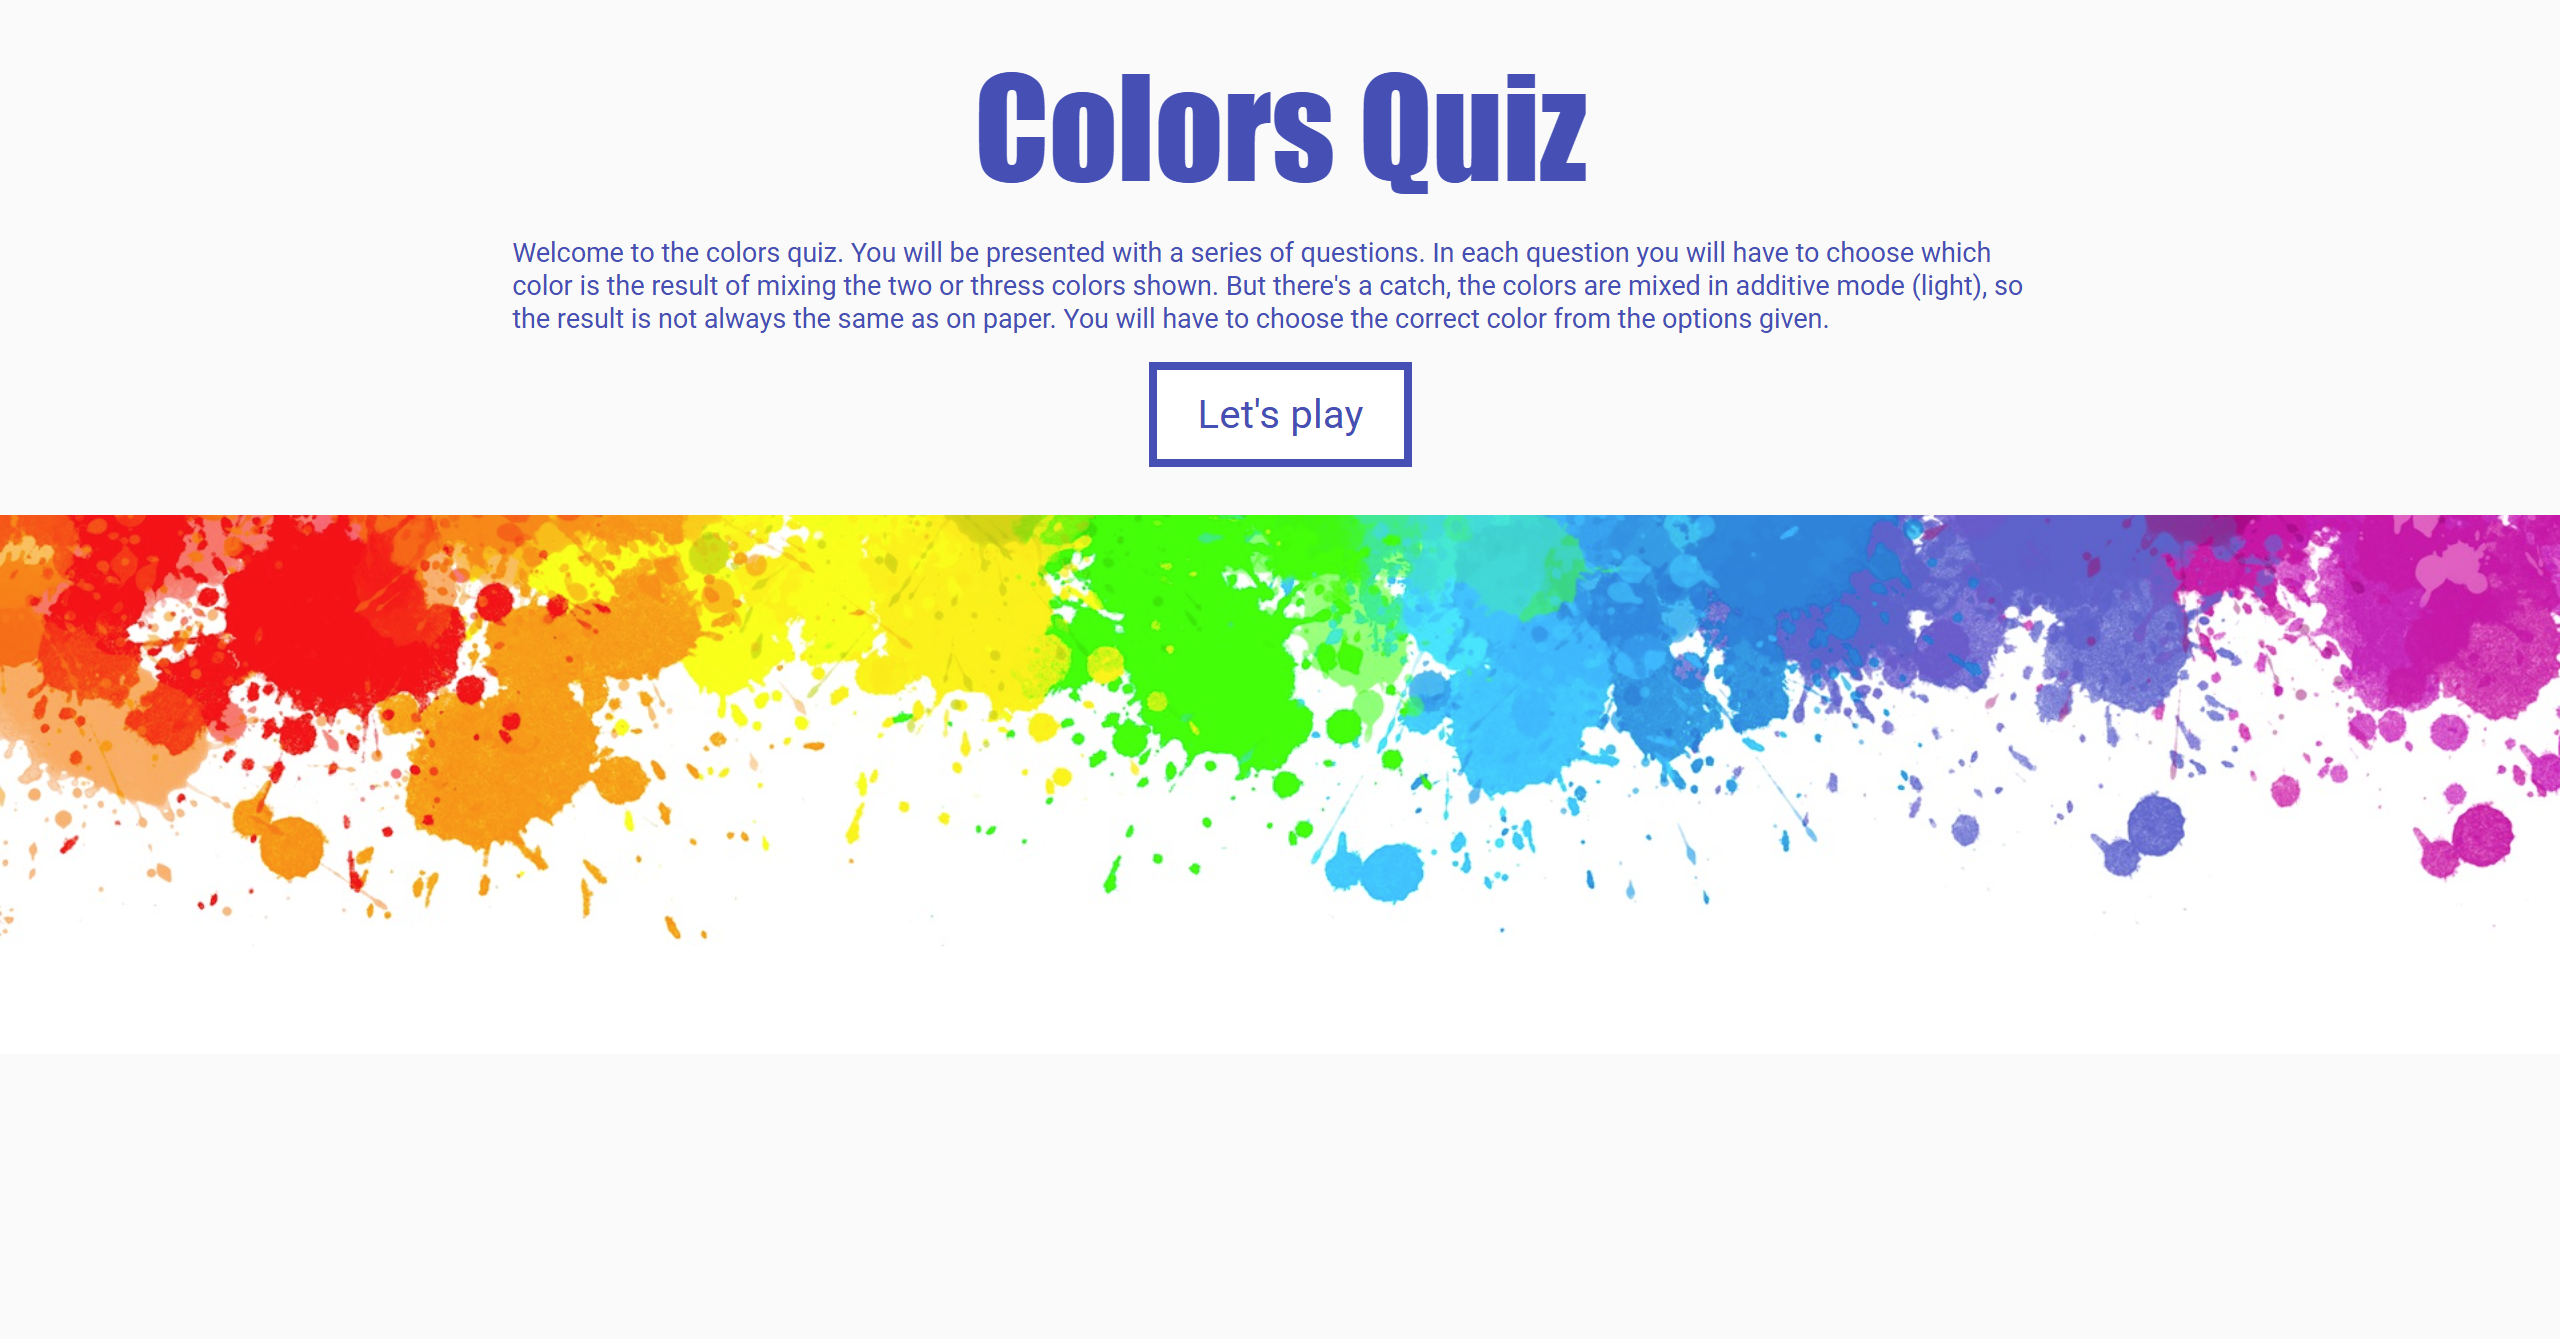 Colors Quiz
Welcome to the colors quiz. You will be presented with a series of questions. In each question you will have to choose which
color is the result of mixing the two or thress colors shown. But there's a catch, the colors are mixed in additive mode (light), so
the result is not always the same as on paper. You will have to choose the correct color from the options given.
Let's play